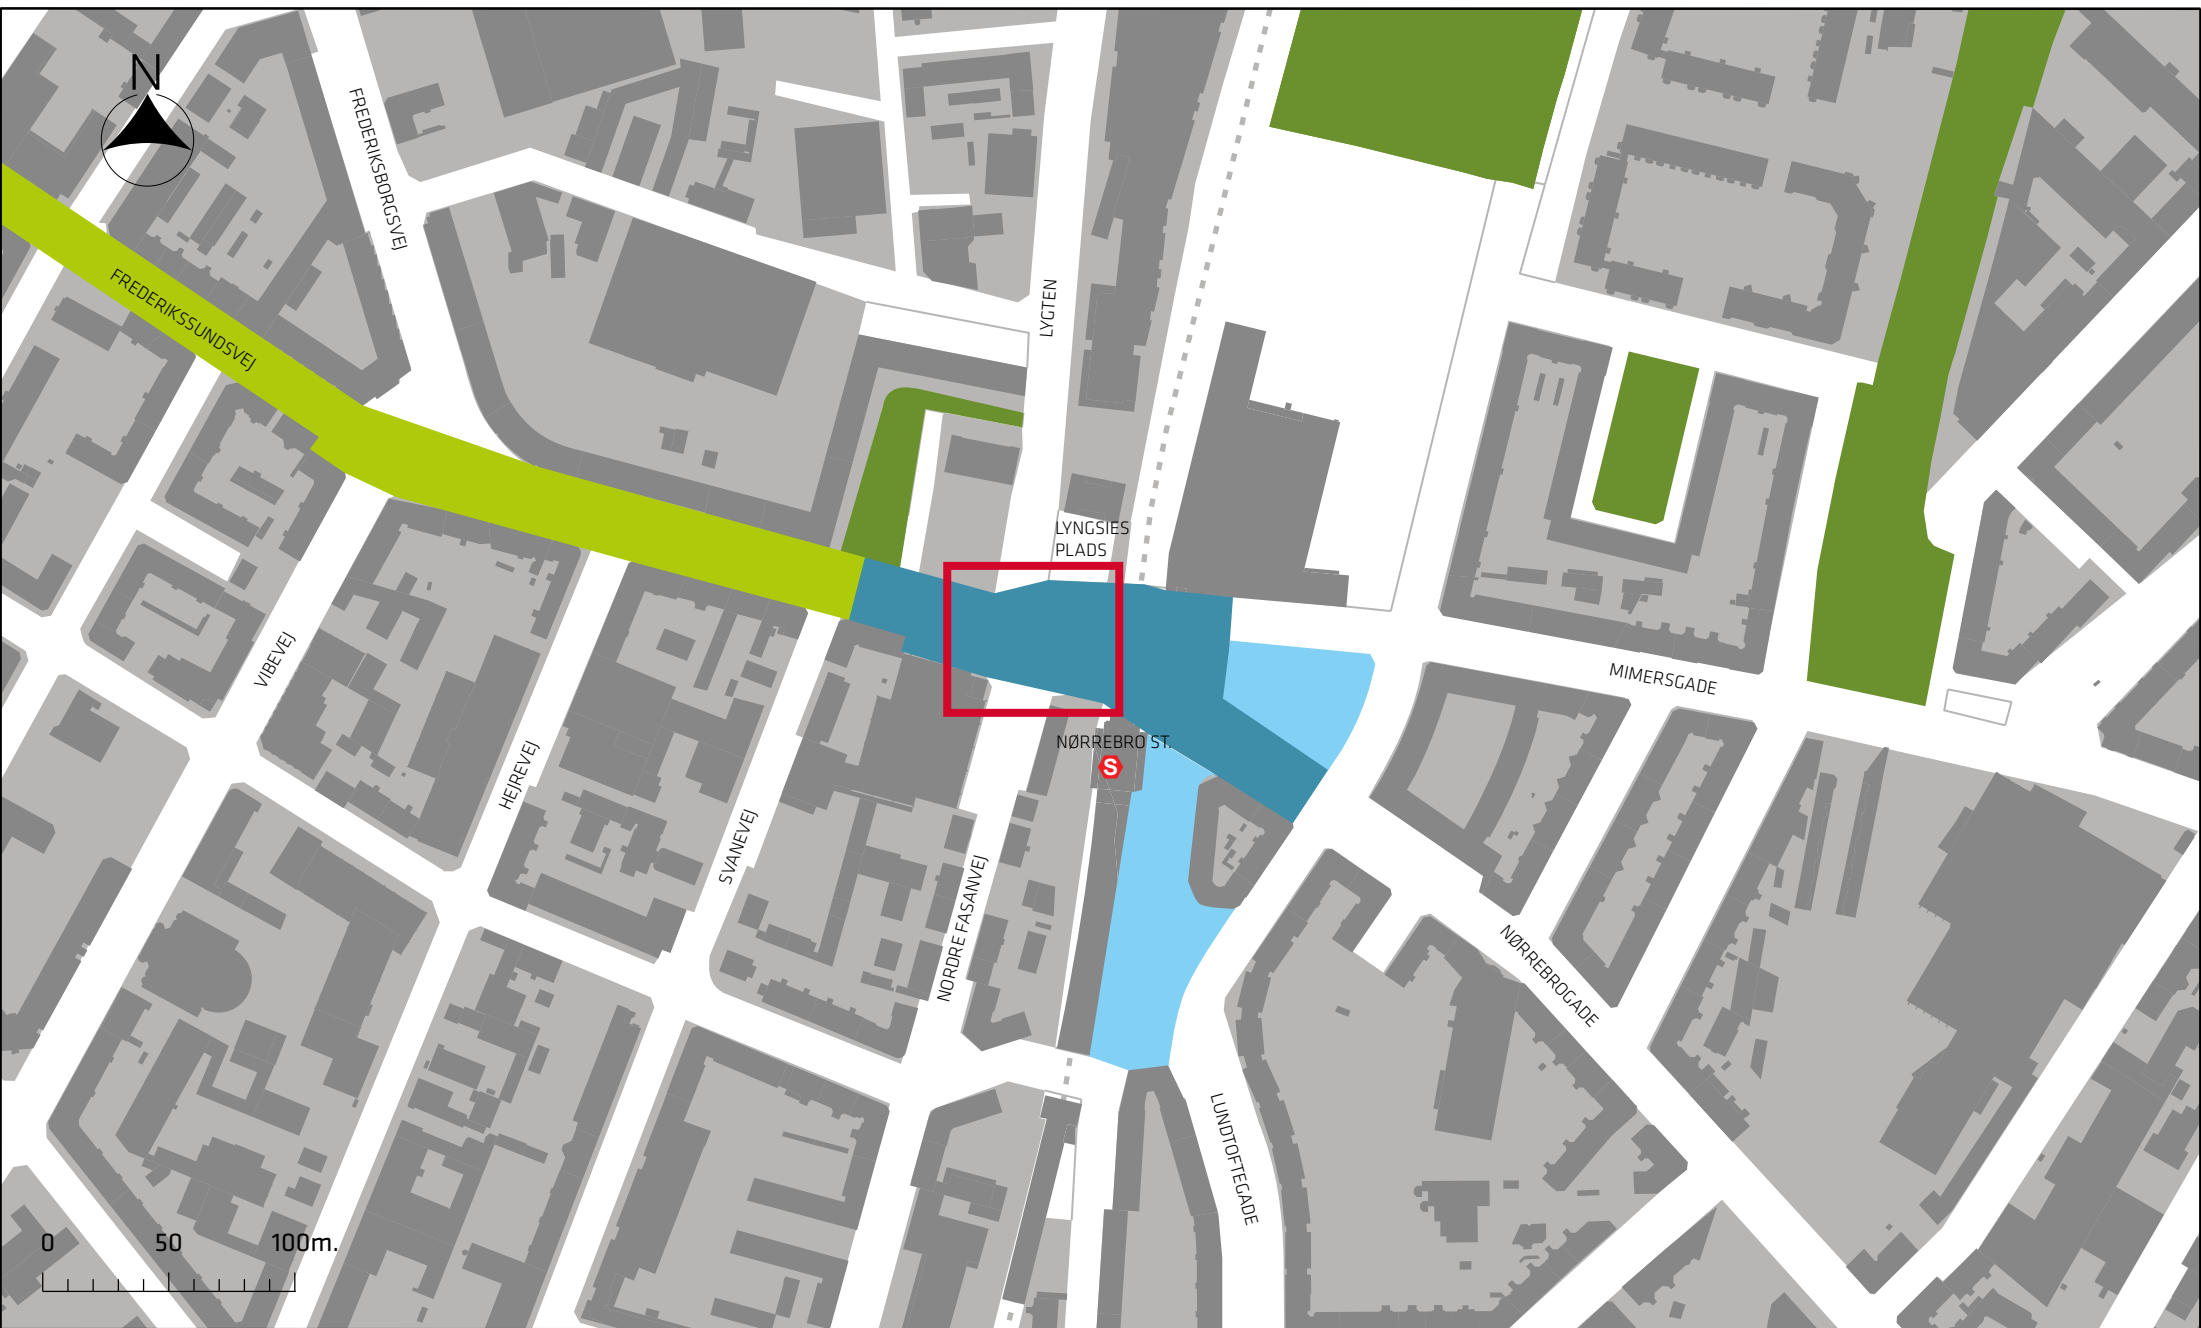 N
FREDERIKSBORGSVEJ
FREDERIKSSUNDSVEJ
LYGTEN
LYNGSIES
PLADS
MIMERSGADE
VIBEVEJ
NØRREBRO ST.
S
HEJREVEJ
SVANEVEJ
NORDRE FASANVEJ
NØRREBROGADE
LUNDTOFTEGADE
0 50 100m.